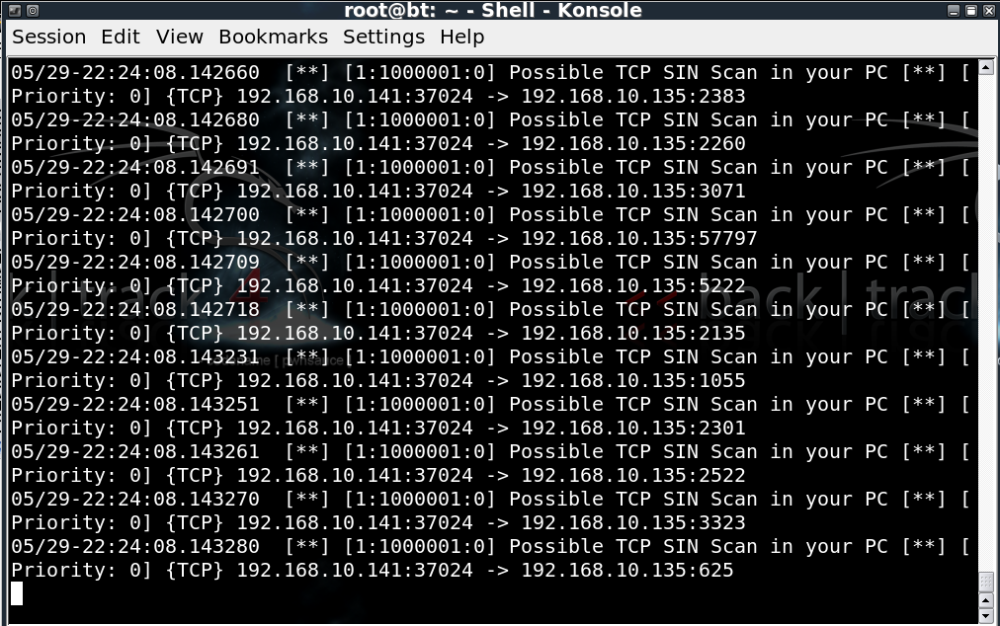 root@bt: ~ - Shell - Konsole
Session Edit View Bookmarks Settings Help
05/29-22:24:08.142660  [**] [1:1000001:0] Possible TCP SIN Scan in your PC [**] [
Priority: 0] {TCP} 192.168.10.141:37024 -> 192.168.10.135:2383
05/29-22:24:08.142680  [**] [1:1000001:0] Possible TCP SIN Scan in your PC [**] [
Priority: 0] {TCP} 192.168.10.141:37024 -> 192.168.10.135:2260
05/29-22:24:08.142691  [**] [1:1000001:0] Possible TCP SIN Scan in your PC [**] [
Priority: 0] {TCP} 192.168.10.141:37024 -> 192.168.10.135:3071
05/29-22:24:08.142700  [**] [1:1000001:0] Possible TCP SIN Scan in your PC [**] [
Priority: 0] {TCP} 192.168.10.141:37024 -> 192.168.10.135:57797
05/29-22:24:08.142709  [**] [1:1000001:0] Possible TCP SIN Scan in your PC [**] [
Priority: 0] {TCP} 192.168.10.141:37024 -> 192.168.10.135:5222
05/29-22:24:08.142718  [**] [1:1000001:0] Possible TCP SIN Scan in your PC [**] [
Priority: 0] {TCP} 192.168.10.141:37024 -> 192.168.10.135:2135
05/29-22:24:08.143231  [**] [1:1000001:0] Possible TCP SIN Scan in your PC [**] [
Priority: 0] {TCP} 192.168.10.141:37024 -> 192.168.10.135:1055
05/29-22:24:08.143251  [**] [1:1000001:0] Possible TCP SIN Scan in your PC [**] [
Priority: 0] {TCP} 192.168.10.141:37024 -> 192.168.10.135:2301
05/29-22:24:08.143261  [**] [1:1000001:0] Possible TCP SIN Scan in your PC [**] [
Priority: 0] {TCP} 192.168.10.141:37024 -> 192.168.10.135:2522
05/29-22:24:08.143270  [**] [1:1000001:0] Possible TCP SIN Scan in your PC [**] [
Priority: 0] {TCP} 192.168.10.141:37024 -> 192.168.10.135:3323
05/29-22:24:08.143280  [**] [1:1000001:0] Possible TCP SIN Scan in your PC [**] [
Priority: 0] {TCP} 192.168.10.141:37024 -> 192.168.10.135:625
k | track 4
<< back | track